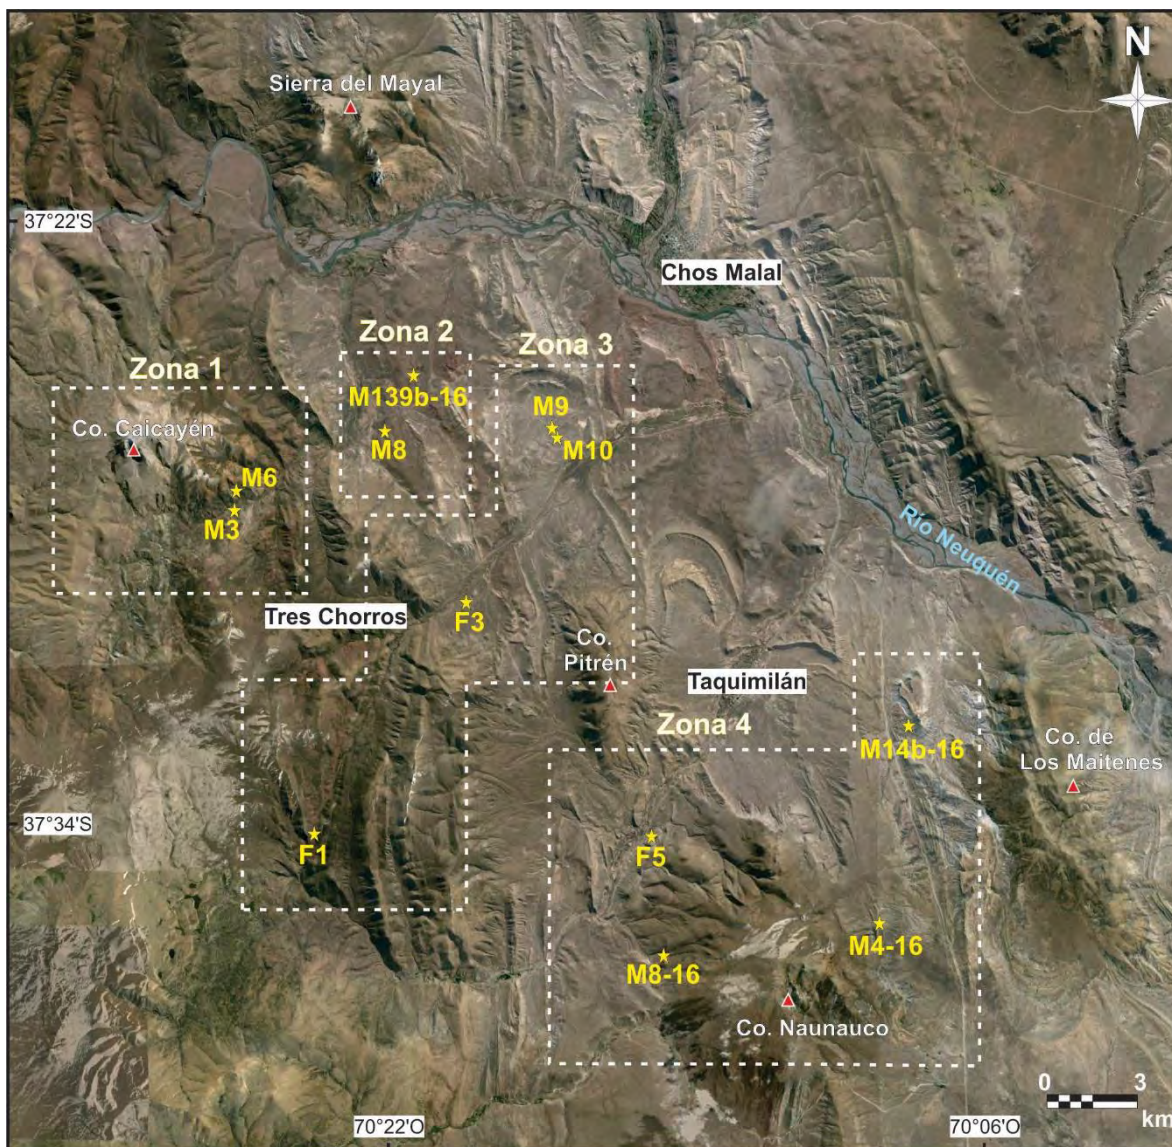 N
Sierra del Mayal
37°22'S
Chos Malal
Zona 2
Zona 3
Zona 1
M139b-16
M9
Co. Caicayén
M8
M10
M6
M3
Río Neuquén
Tres Chorros
F3
Co.
Pitrén
Taquimilán
Zona 4
M14b-16
Co. de
Los Maitenes
37°34'S
F1
F5
M4-16
M8-16
Co. Naunauco
0 3
km
70°22'O
70°06'O